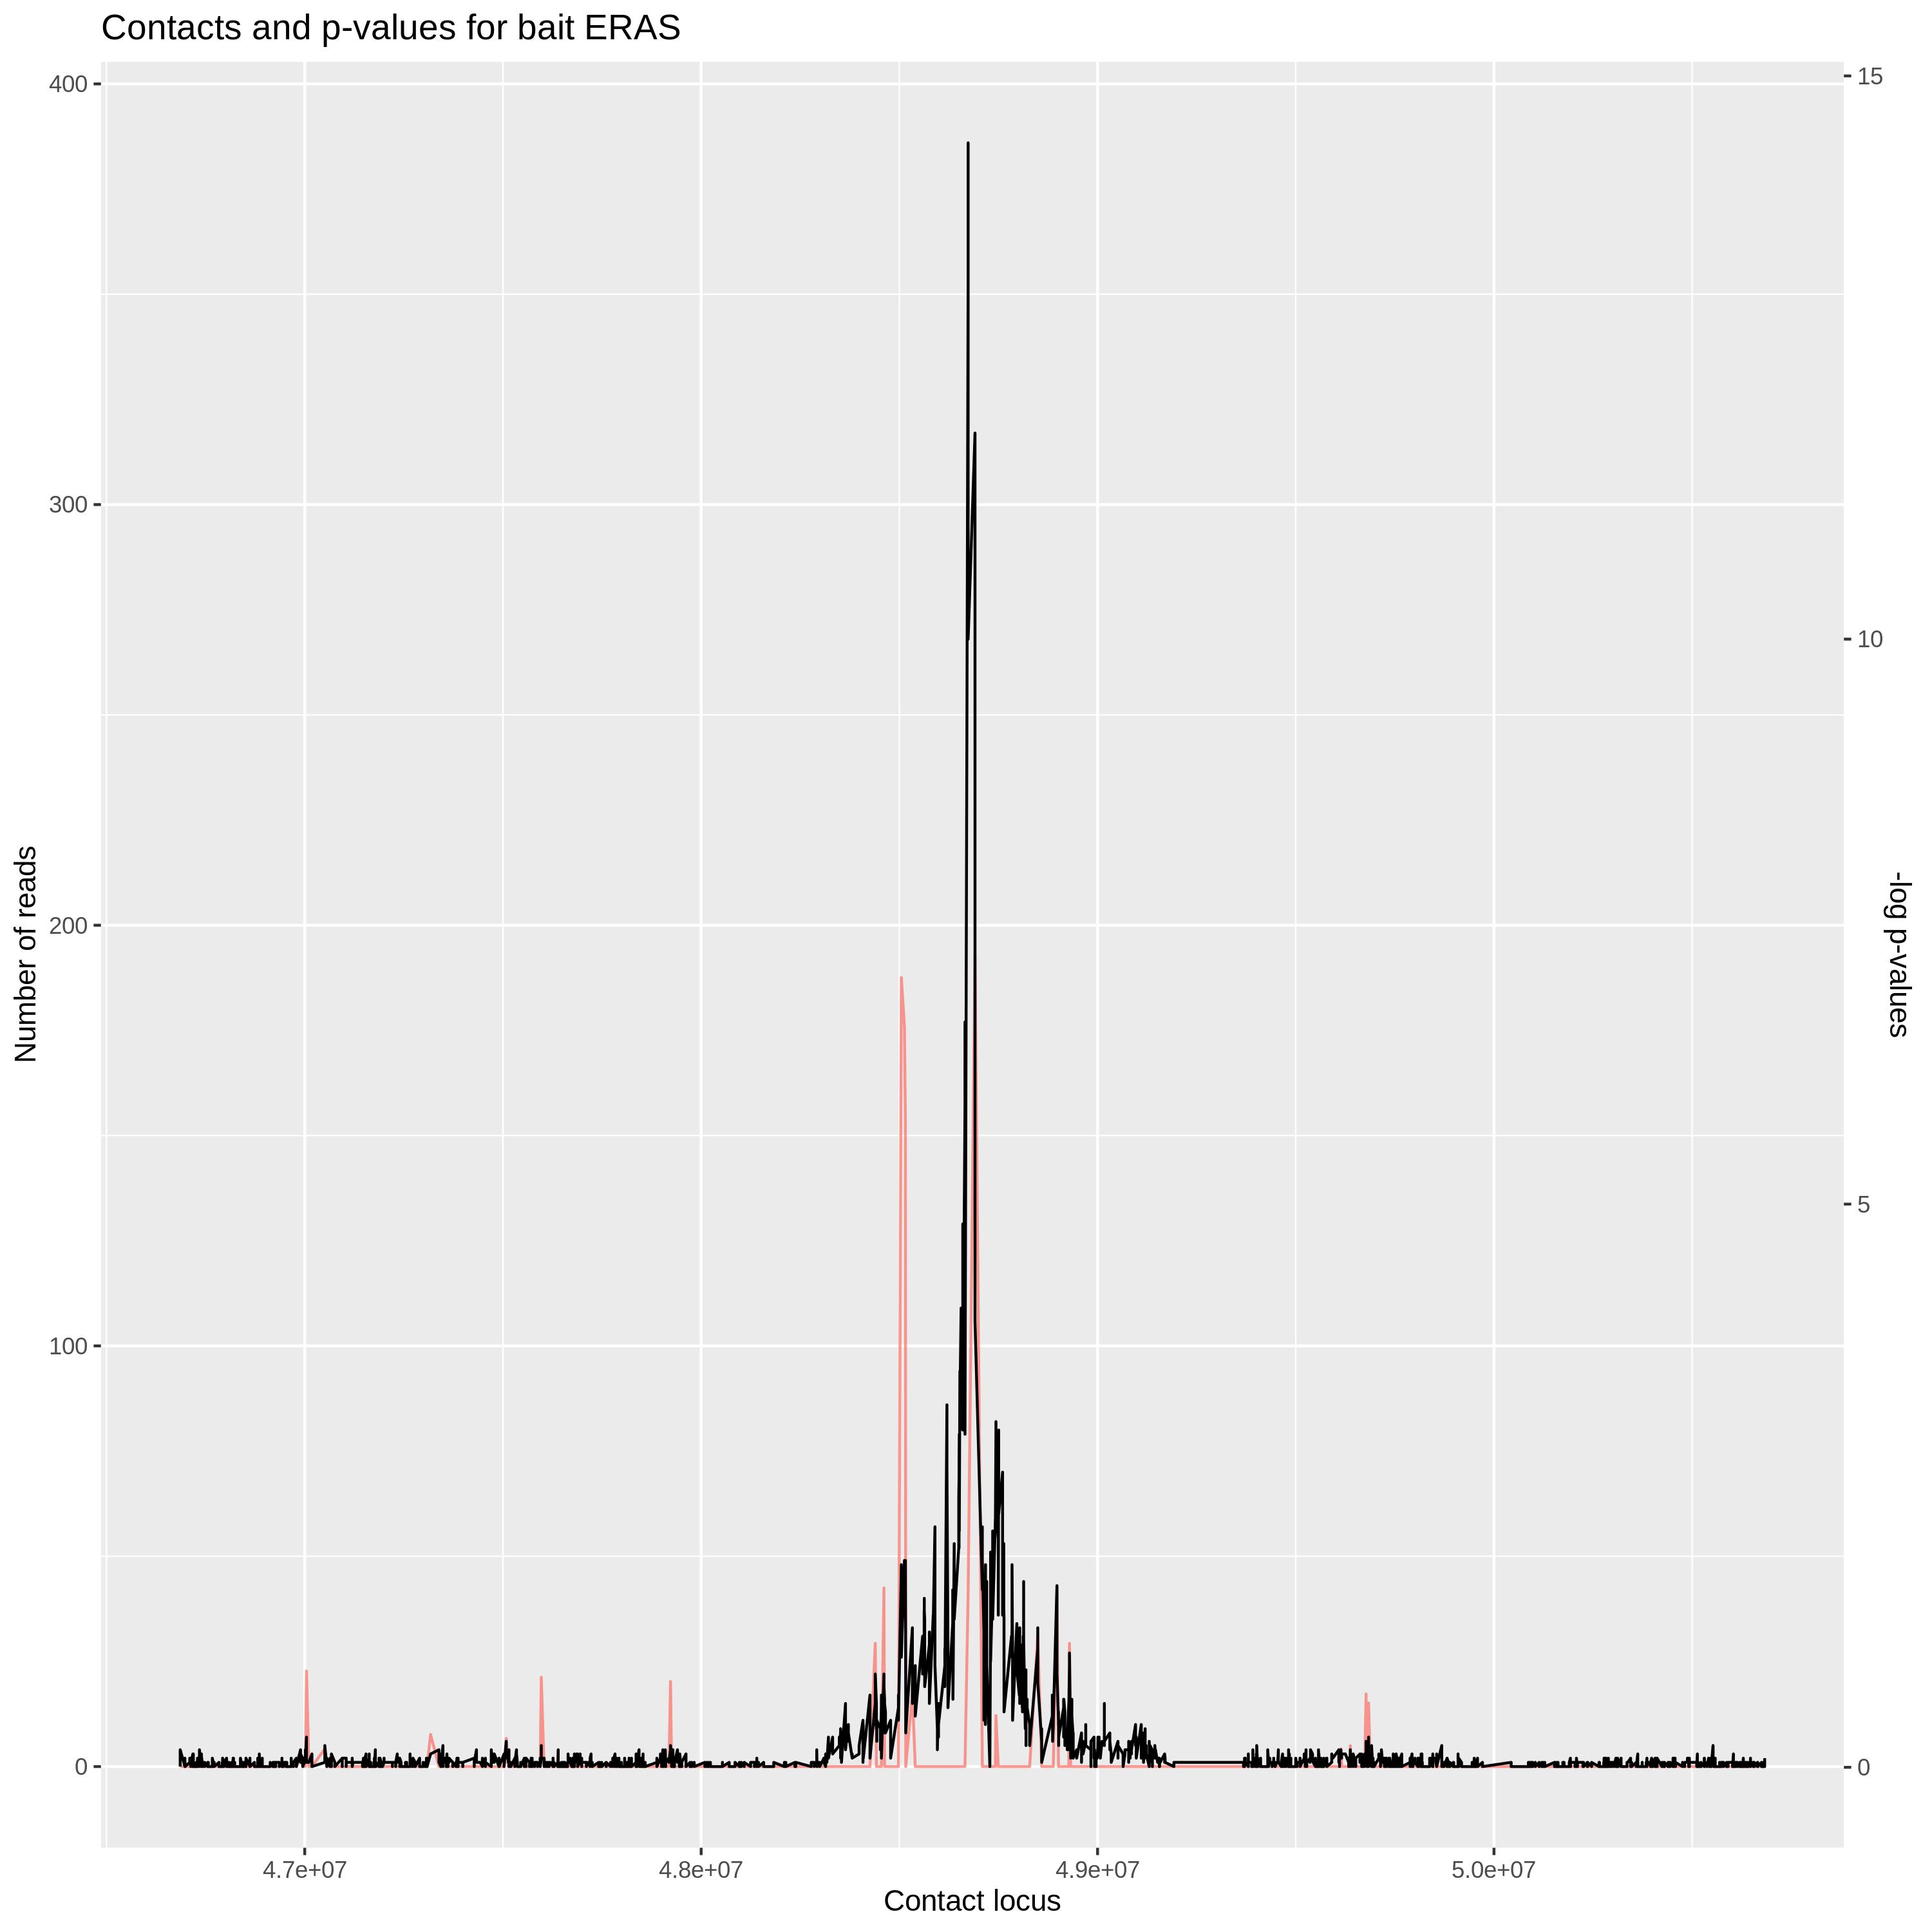 Contacts and p-values for bait ERAS
400
300
200
100
0
Number of reads
15
10
5
0
-log p-values
4.7e+07
4.8e+07
4.9e+07
5.0e+07
Contact locus